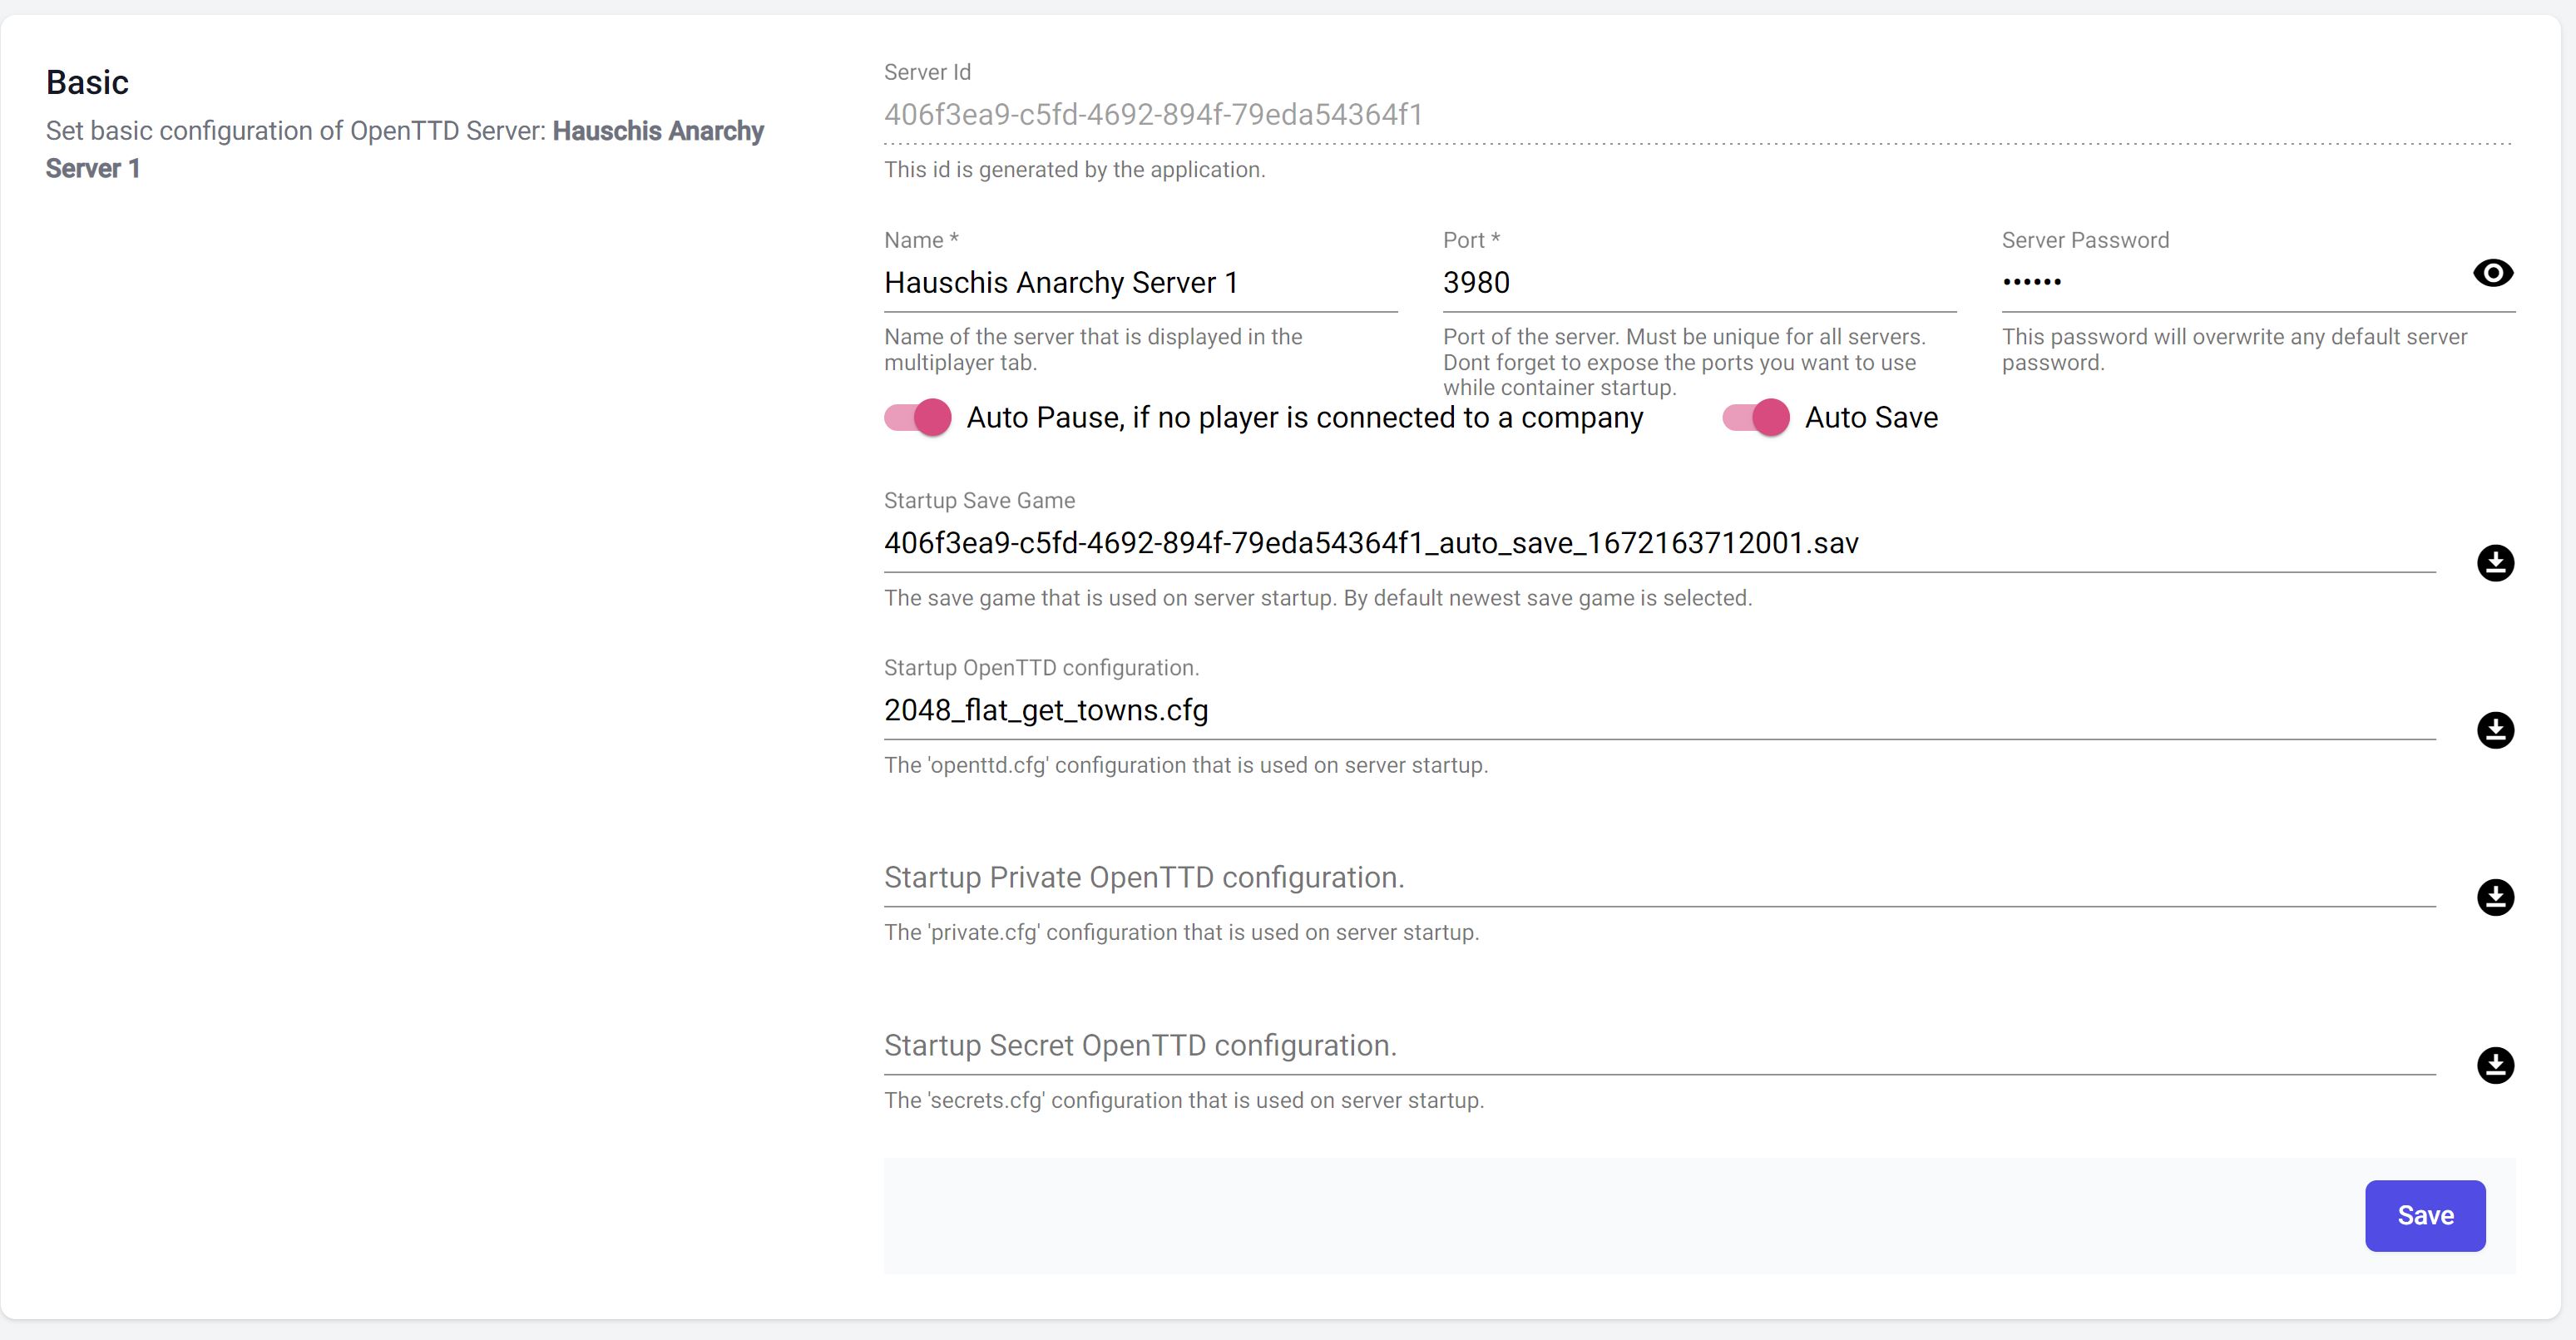 Basic
Set basic configuration of OpenTTD Server: Hauschis Anarchy
Server 1
Server Id
406f3ea9-c5fd-4692-894f-79eda54364f1
This id is generated by the application.
Name *
Hauschis Anarchy Server 1
Name of the server that is displayed in the
multiplayer tab.
Port *
3980
Port of the server. Must be unique for all servers.
Dont forget to expose the ports you want to use
while container startup.
Server Password
••••••
This password will overwrite any default server
password.
Auto Pause, if no player is connected to a company
Auto Save
Startup Save Game
406f3ea9-c5fd-4692-894f-79eda54364f1_auto_save_1672163712001.sav
The save game that is used on server startup. By default newest save game is selected.
Startup OpenTTD configuration.
2048_flat_get_towns.cfg
The 'openttd.cfg' configuration that is used on server startup.
Startup Private OpenTTD configuration.
The 'private.cfg' configuration that is used on server startup.
Startup Secret OpenTTD configuration.
The 'secrets.cfg' configuration that is used on server startup.
Save